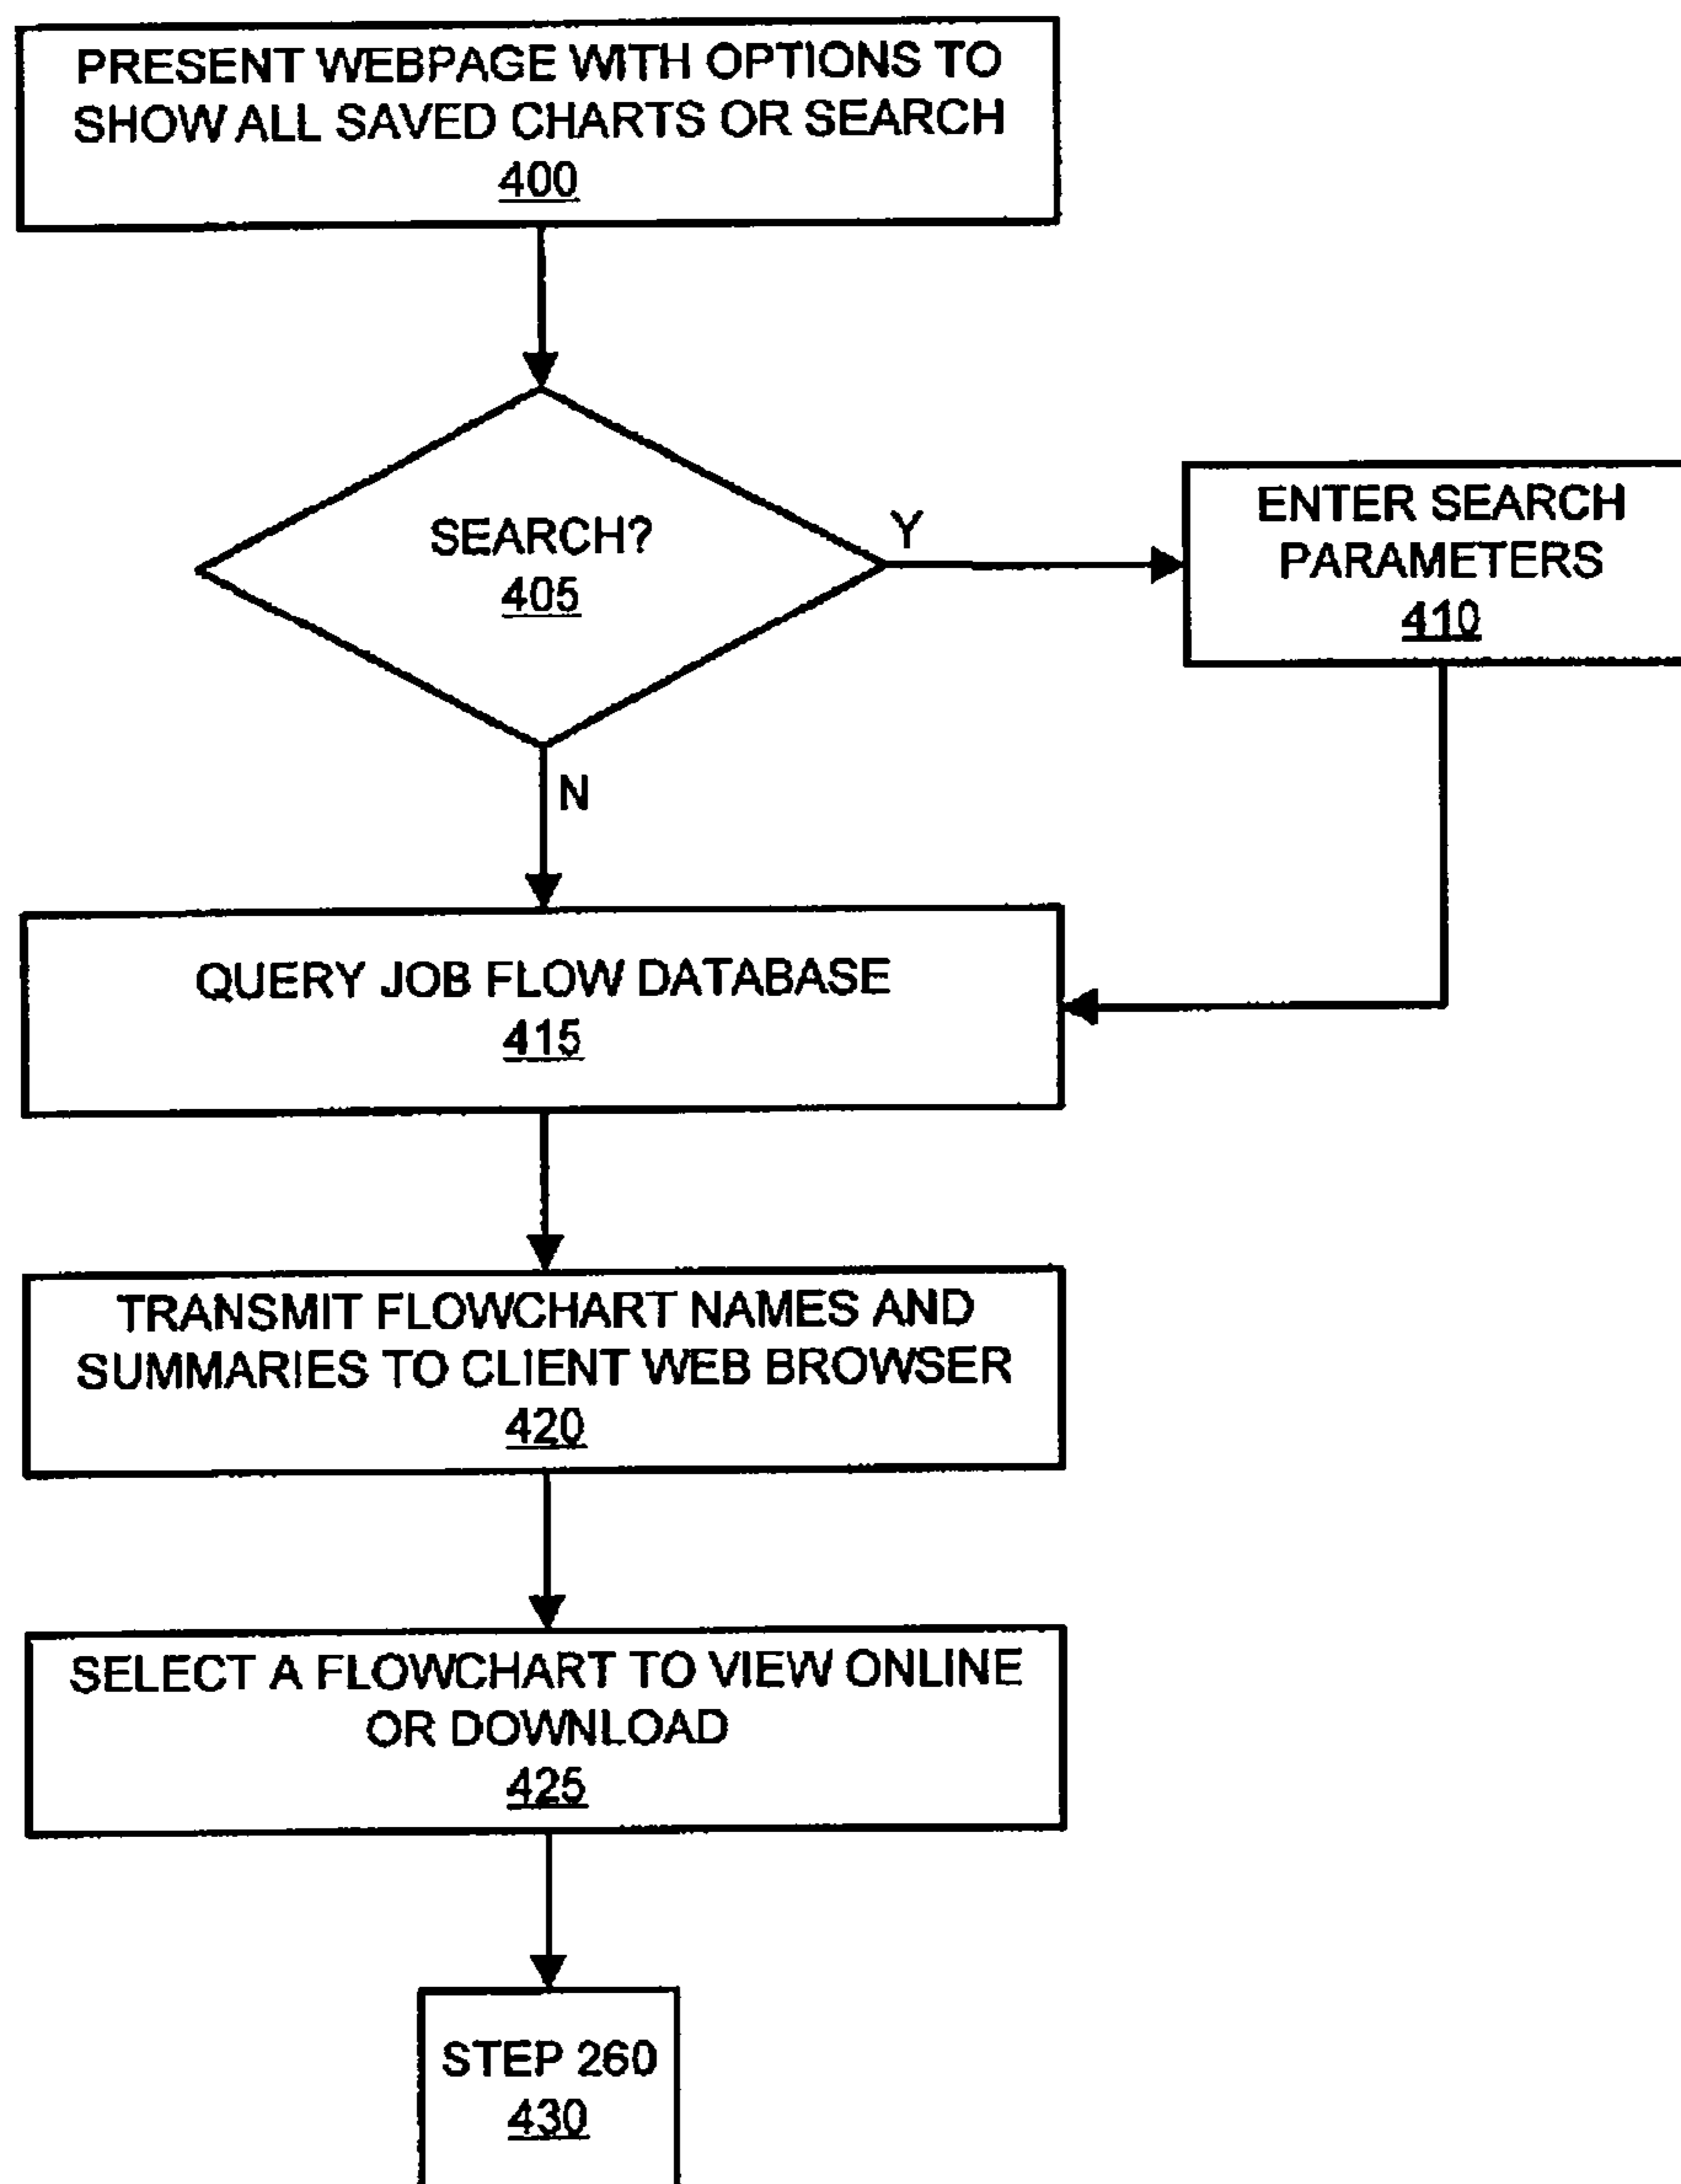 PRESENT WEBPAGE WITH OPTIONS TO
SHOW ALL SAVED CHARTS OR SEARCH
400
SEARCH?
405
Y
ENTER SEARCH
PARAMETERS
410
N
QUERY JOB FLOW DATABASE
415
TRANSMIT FLOWCHART NAMES AND
SUMMARIES TO CLIENT WEB BROWSER
420
SELECT A FLOWCHART TO VIEW ONLINE
OR DOWNLOAD
425
STEP 260
430